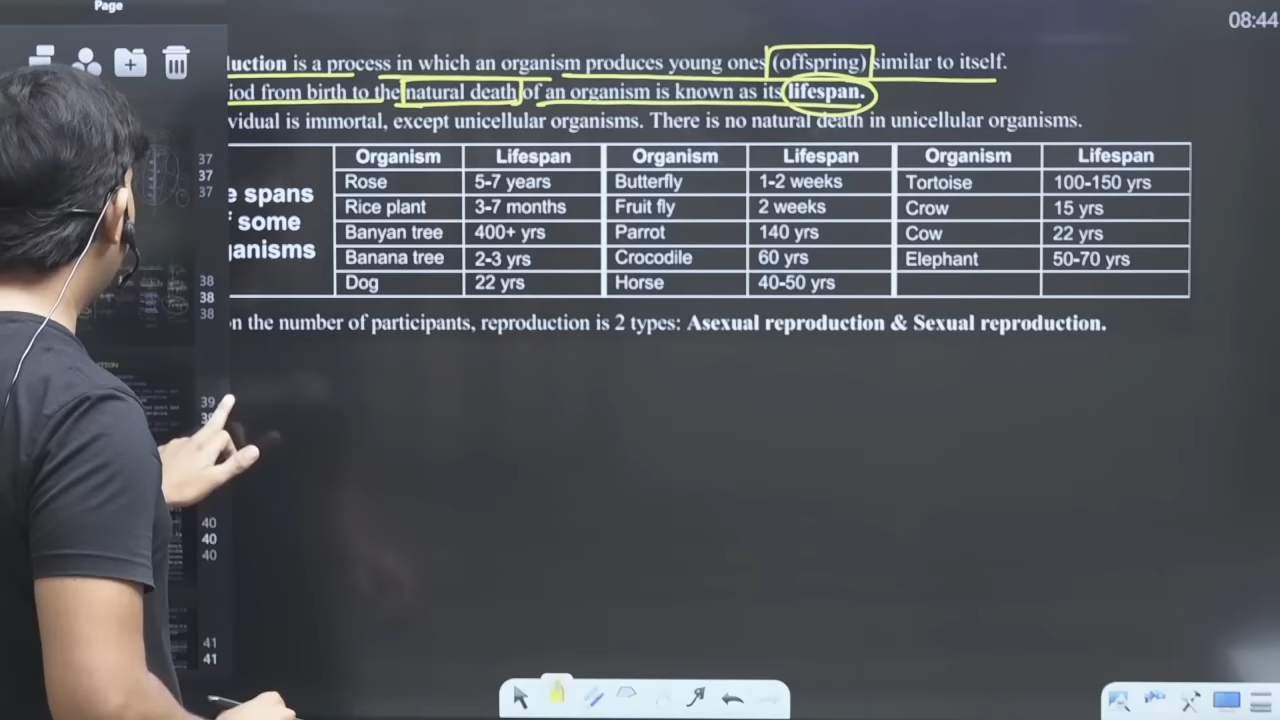 Page
08:44
uction is a process in which an organism produces young ones (offspring) similar to itself.
iod from birth to the natural death of an organism is known as its lifespan.
vidual is immortal, except unicellular organisms. There is no natural death in unicellular organisms.
e spans
f some
ganisms
Organism Lifespan Organism Lifespan Organism Lifespan
Rose 5-7 years Butterfly 1-2 weeks Tortoise 100-150 yrs
Rice plant 3-7 months Fruit fly 2 weeks Crow 15 yrs
Banyan tree 400+ yrs Parrot 140 yrs Cow 22 yrs
Banana tree 2-3 yrs Crocodile 60 yrs Elephant 50-70 yrs
Dog 22 yrs Horse 40-50 yrs
n the number of participants, reproduction is 2 types: Asexual reproduction & Sexual reproduction.
37
37
37
38
38
38
39
40
40
40
41
41